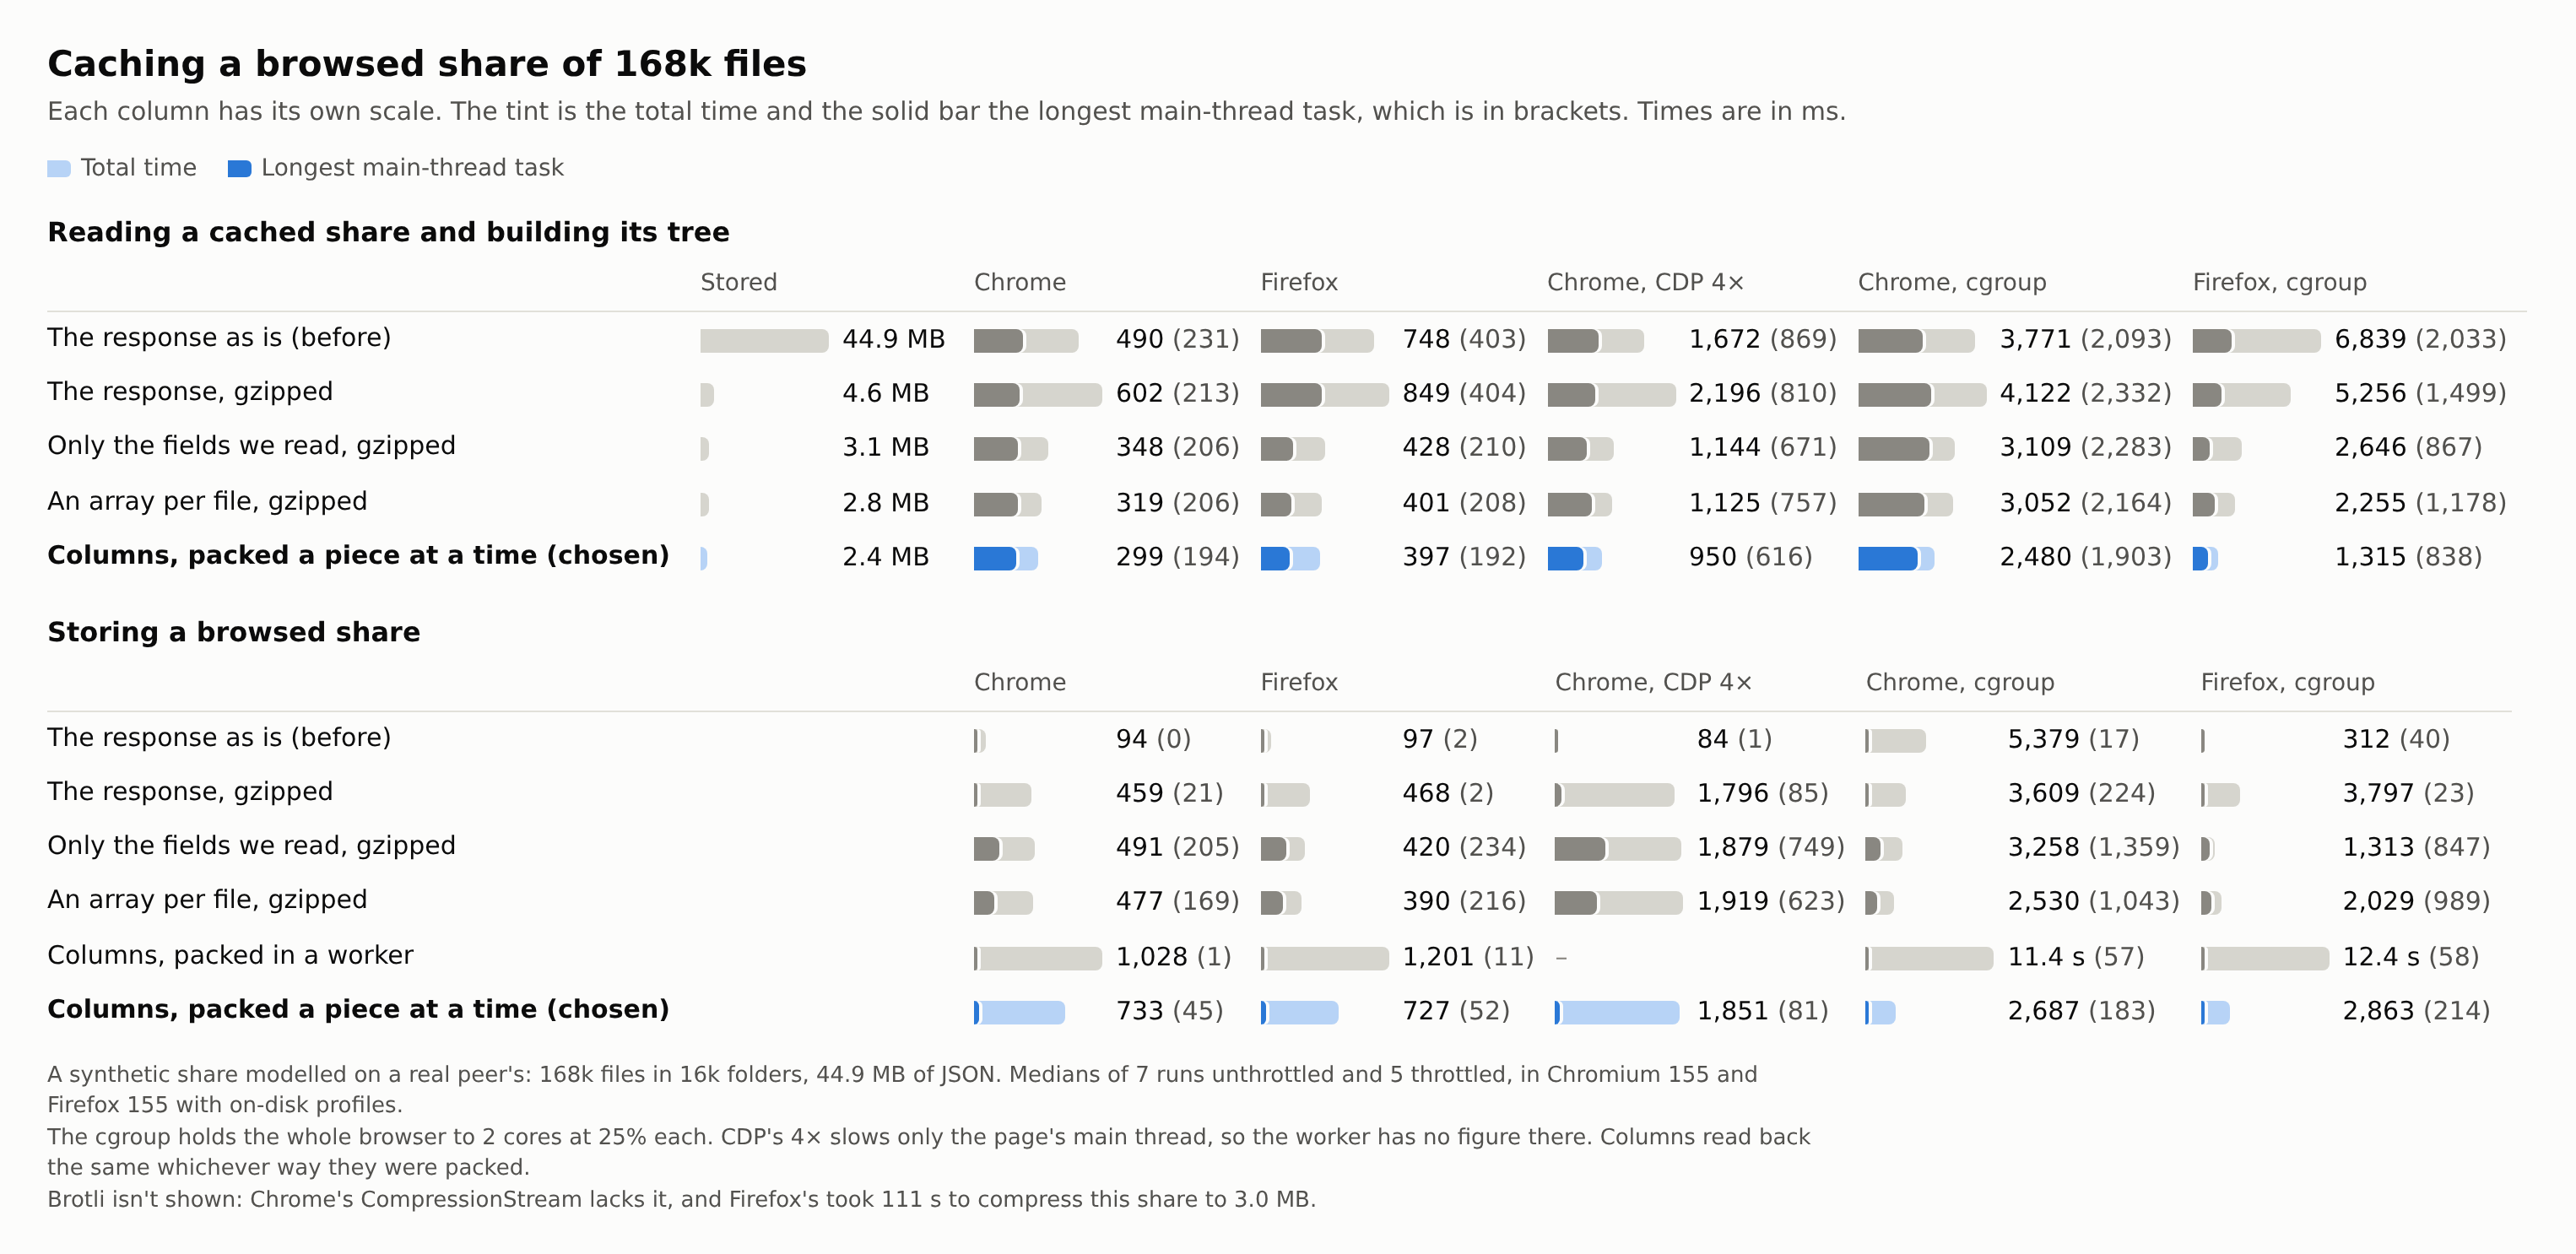 Caching a browsed share of 168k files
Each column has its own scale. The tint is the total time and the solid bar the longest main-thread task, which is in brackets. Times are in ms.
Total time Longest main-thread task
Reading a cached share and building its tree
Stored Chrome Firefox Chrome, CDP 4× Chrome, cgroup Firefox, cgroup
The response as is (before) 44.9 MB 490 (231) 748 (403) 1,672 (869) 3,771 (2,093) 6,839 (2,033)
The response, gzipped 4.6 MB 602 (213) 849 (404) 2,196 (810) 4,122 (2,332) 5,256 (1,499)
Only the fields we read, gzipped 3.1 MB 348 (206) 428 (210) 1,144 (671) 3,109 (2,283) 2,646 (867)
An array per file, gzipped 2.8 MB 319 (206) 401 (208) 1,125 (757) 3,052 (2,164) 2,255 (1,178)
Columns, packed a piece at a time (chosen) 2.4 MB 299 (194) 397 (192) 950 (616) 2,480 (1,903) 1,315 (838)
Storing a browsed share
Chrome Firefox Chrome, CDP 4× Chrome, cgroup Firefox, cgroup
The response as is (before) 94 (0) 97 (2) 84 (1) 5,379 (17) 312 (40)
The response, gzipped 459 (21) 468 (2) 1,796 (85) 3,609 (224) 3,797 (23)
Only the fields we read, gzipped 491 (205) 420 (234) 1,879 (749) 3,258 (1,359) 1,313 (847)
An array per file, gzipped 477 (169) 390 (216) 1,919 (623) 2,530 (1,043) 2,029 (989)
Columns, packed in a worker 1,028 (1) 1,201 (11) – 11.4 s (57) 12.4 s (58)
Columns, packed a piece at a time (chosen) 733 (45) 727 (52) 1,851 (81) 2,687 (183) 2,863 (214)
A synthetic share modelled on a real peer's: 168k files in 16k folders, 44.9 MB of JSON. Medians of 7 runs unthrottled and 5 throttled, in Chromium 155 and
Firefox 155 with on-disk profiles.
The cgroup holds the whole browser to 2 cores at 25% each. CDP's 4× slows only the page's main thread, so the worker has no figure there. Columns read back
the same whichever way they were packed.
Brotli isn't shown: Chrome's CompressionStream lacks it, and Firefox's took 111 s to compress this share to 3.0 MB.